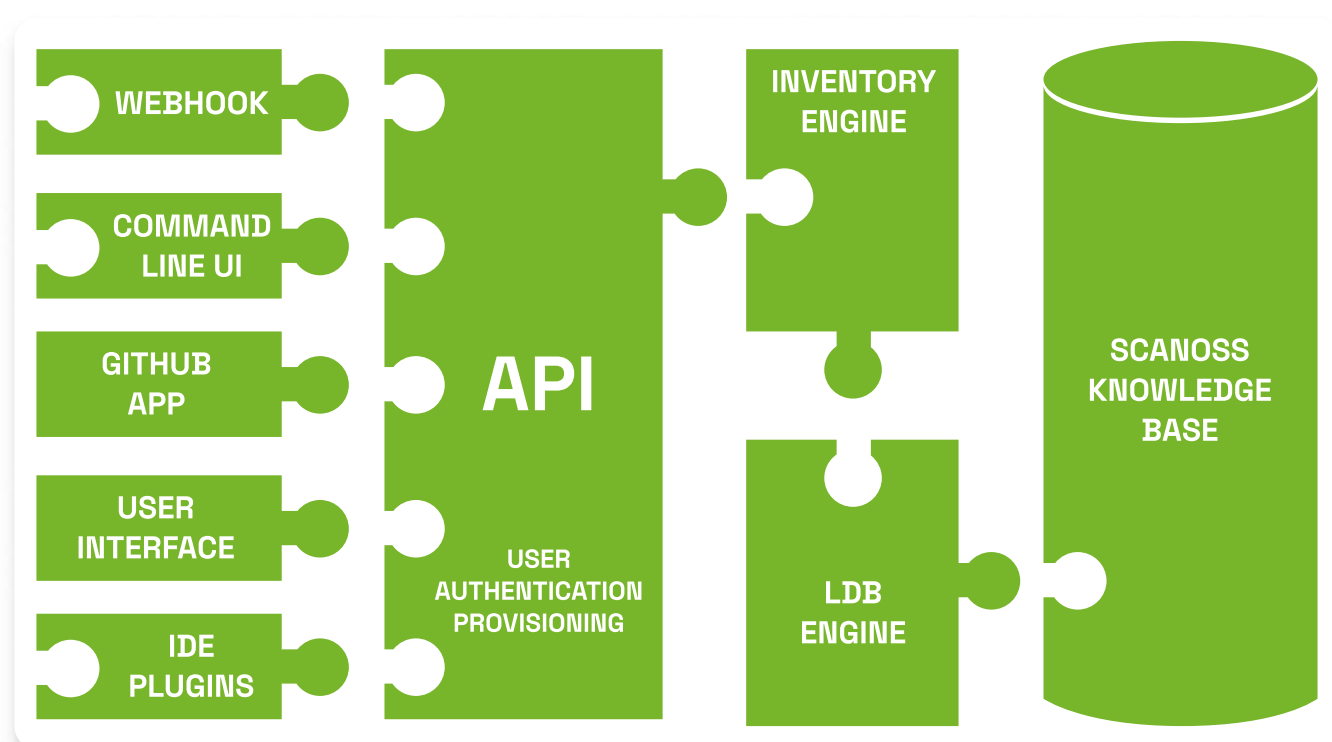 WEBHOOK
COMMAND
LINE UI
GITHUB
APP
USER
INTERFACE
IDE
PLUGINS
API
USER
AUTHENTICATION
PROVISIONING
INVENTORY
ENGINE
LDB
ENGINE
SCANOSS
KNOWLEDGE
BASE